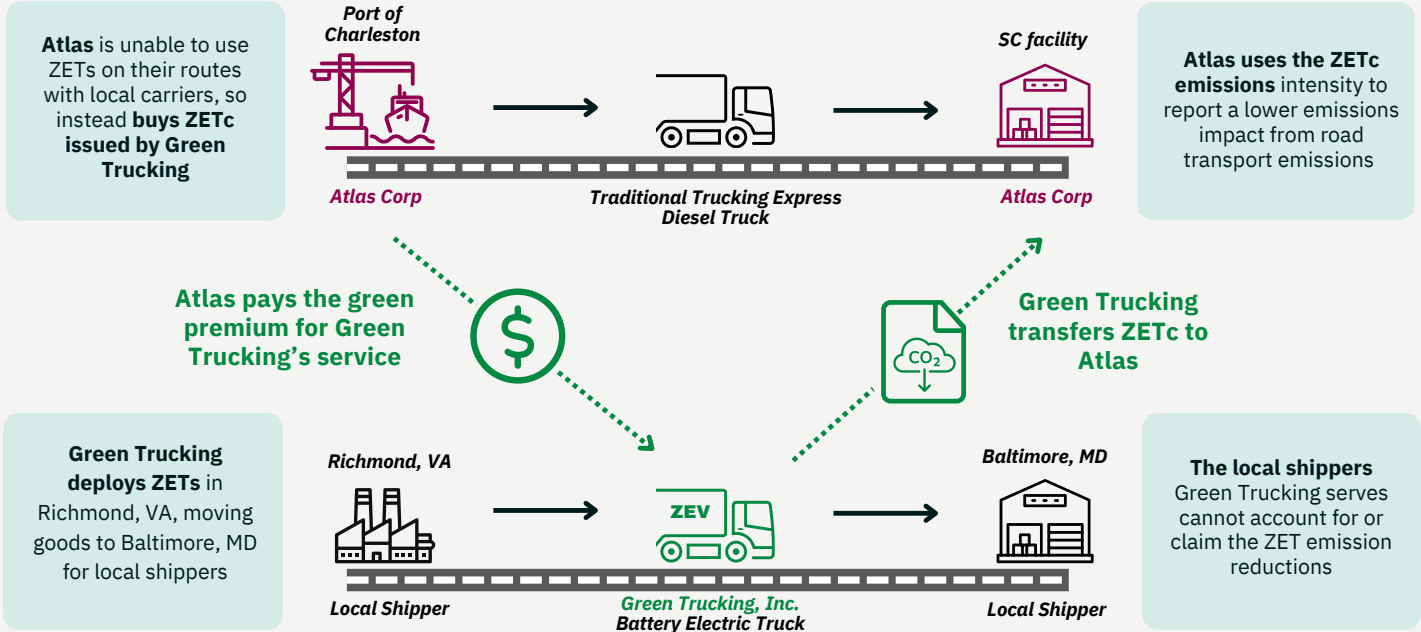 Atlas is unable to use
ZETs on their routes
with local carriers, so
instead buys ZETc
issued by Green
Trucking
Port of
Charleston
SC facility
Atlas uses the ZETc
emissions intensity to
report a lower emissions
impact from road
transport emissions
Atlas Corp
Traditional Trucking Express
Diesel Truck
Atlas Corp
Atlas pays the green
premium for Green
Trucking’s service
$
CO₂
Green Trucking
transfers ZETc to
Atlas
Green Trucking
deploys ZETs in
Richmond, VA, moving
goods to Baltimore, MD
for local shippers
Richmond, VA
ZEV
Baltimore, MD
The local shippers
Green Trucking serves
cannot account for or
claim the ZET emission
reductions
Local Shipper
Green Trucking, Inc.
Battery Electric Truck
Local Shipper